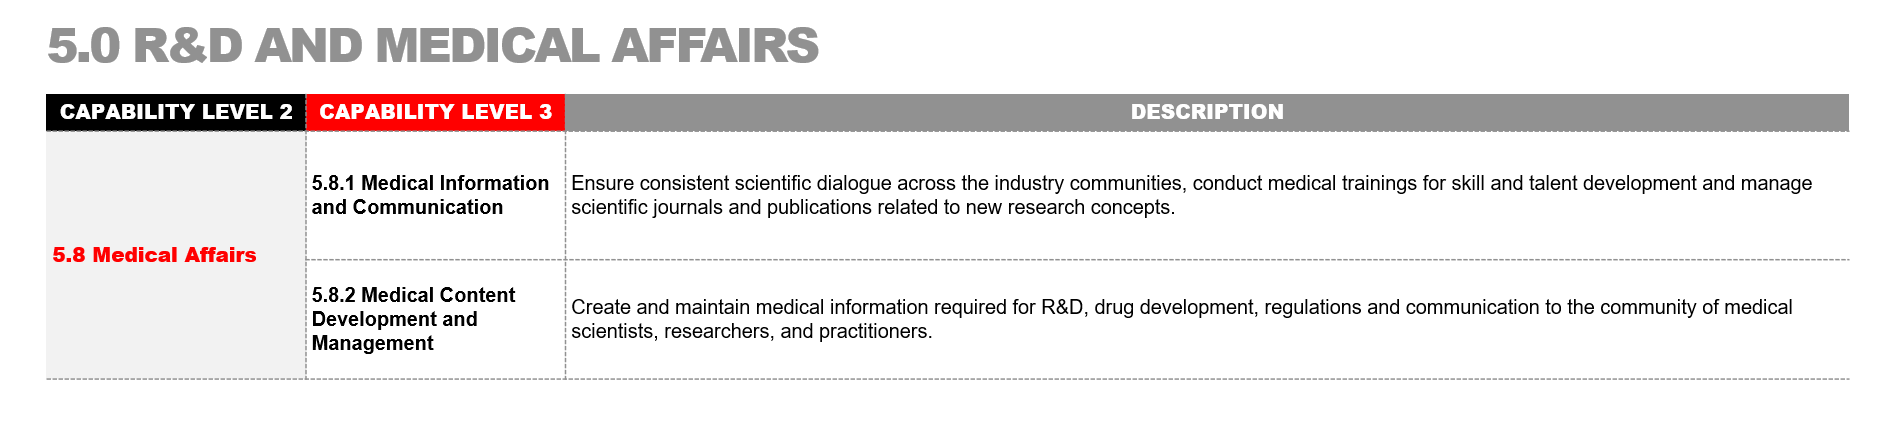 5.0 R&D AND MEDICAL AFFAIRS
CAPABILITY LEVEL 2
CAPABILITY LEVEL 3
DESCRIPTION
5.8 Medical Affairs
5.8.1 Medical Information
and Communication
Ensure consistent scientific dialogue across the industry communities, conduct medical trainings for skill and talent development and manage
scientific journals and publications related to new research concepts.
5.8.2 Medical Content
Development and
Management
Create and maintain medical information required for R&D, drug development, regulations and communication to the community of medical
scientists, researchers, and practitioners.